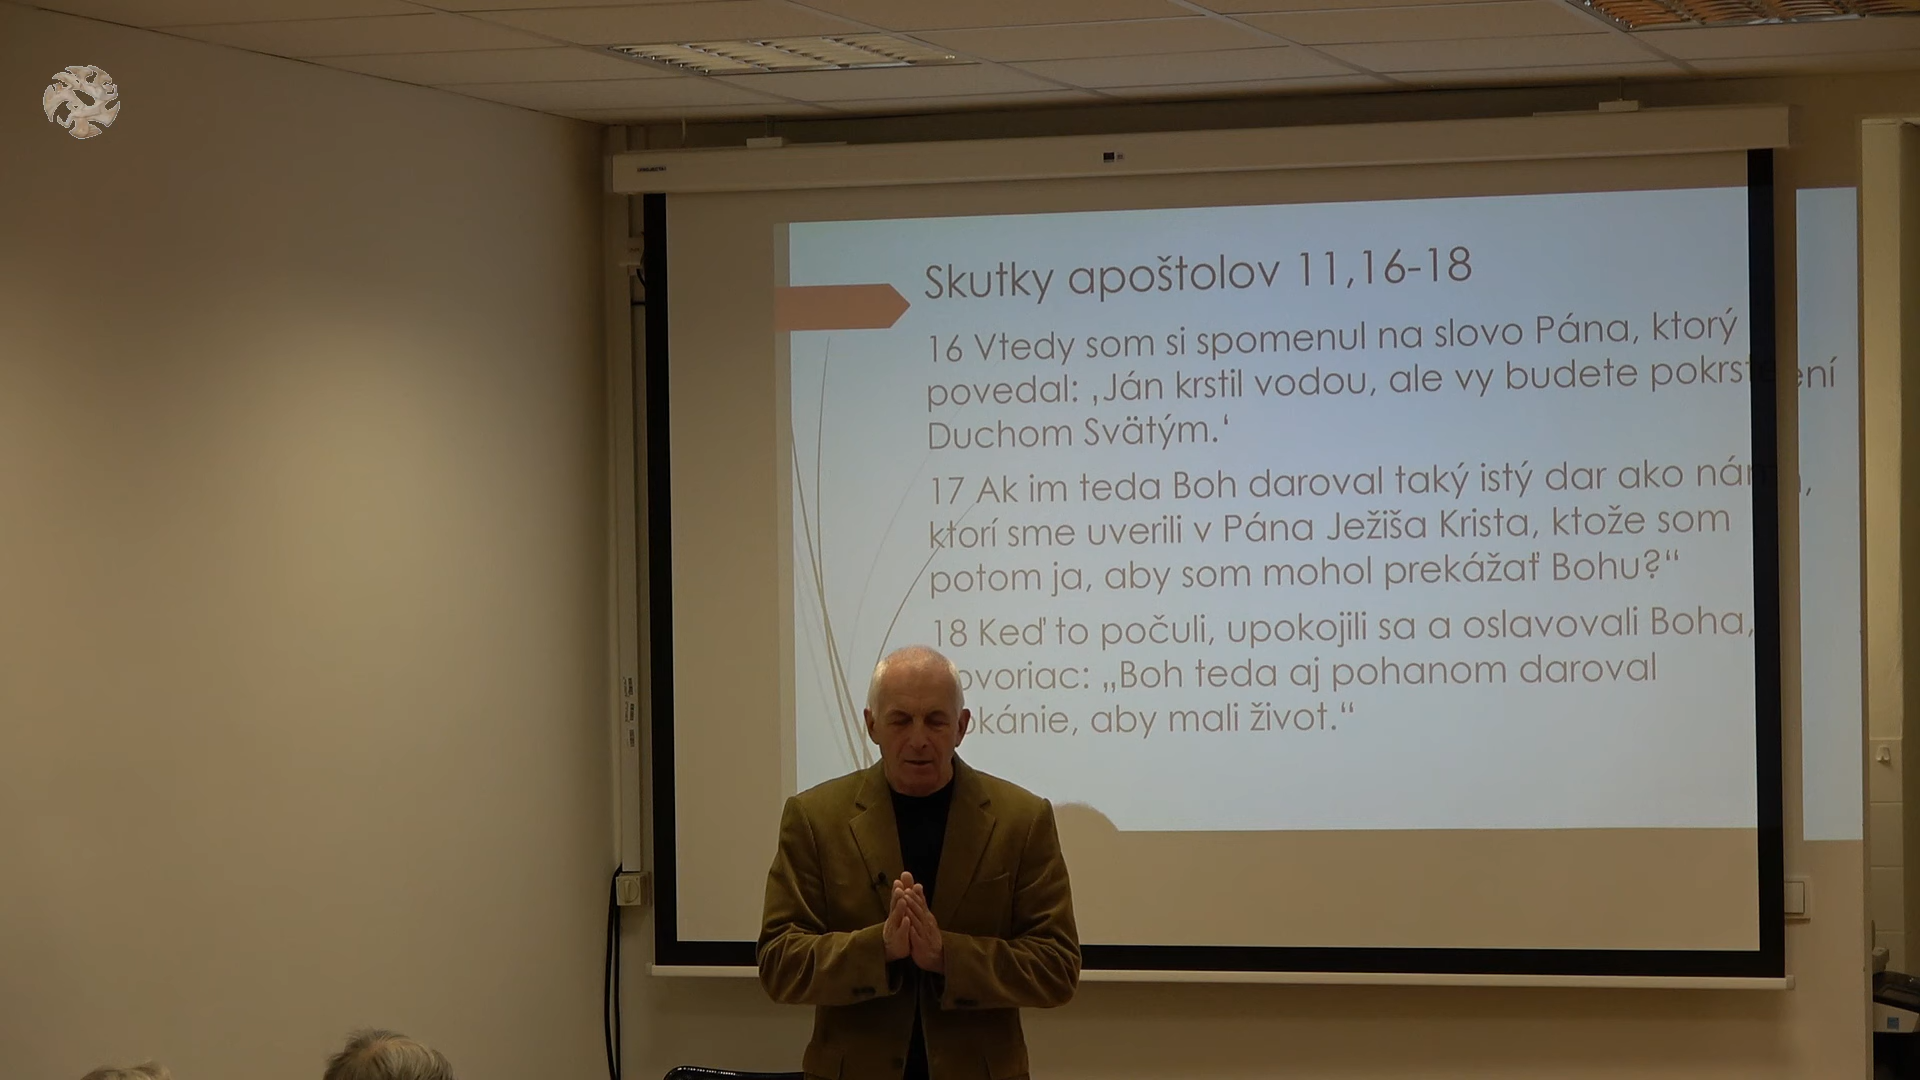 Skutky apoštolov 11,16-18
16 Vtedy som si spomenul na slovo Pána, ktorý
povedal: ‚Ján krstil vodou, ale vy budete
Duchom Svätým.‘
17 Ak im teda Boh daroval taký istý dar ako
ktorí sme uverili v Pána Ježiša Krista, ktože som
potom ja, aby som mohol prekážať Bohu?“
18 Keď to počuli, upokojili sa a oslavovali Boha,
„Boh teda aj pohanom daroval
aby mali život.“